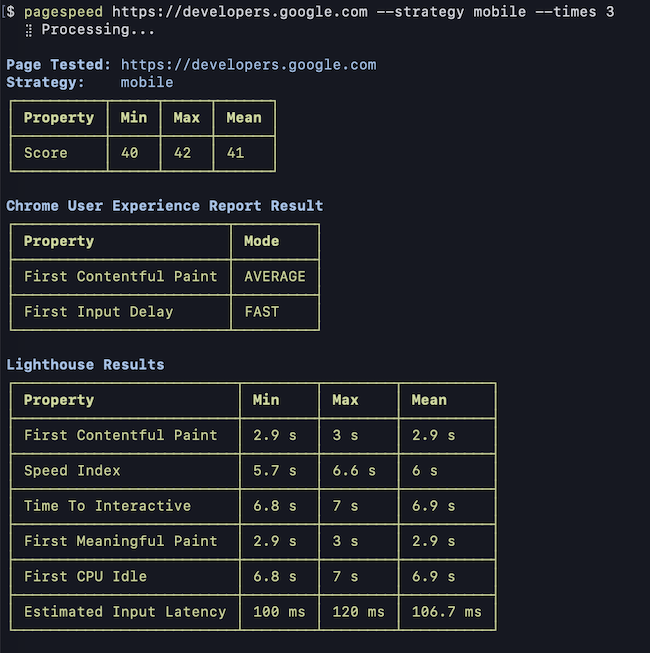 [$ pagespeed https://developers.google.com --strategy mobile --times 3
⣾ Processing...
Page Tested: https://developers.google.com
Strategy: mobile
Property Min Max Mean
Score 40 42 41
Chrome User Experience Report Result
Property Mode
First Contentful Paint AVERAGE
First Input Delay FAST
Lighthouse Results
Property Min Max Mean
First Contentful Paint 2.9 s 3 s 2.9 s
Speed Index 5.7 s 6.6 s 6 s
Time To Interactive 6.8 s 7 s 6.9 s
First Meaningful Paint 2.9 s 3 s 2.9 s
First CPU Idle 6.8 s 7 s 6.9 s
Estimated Input Latency 100 ms 120 ms 106.7 ms